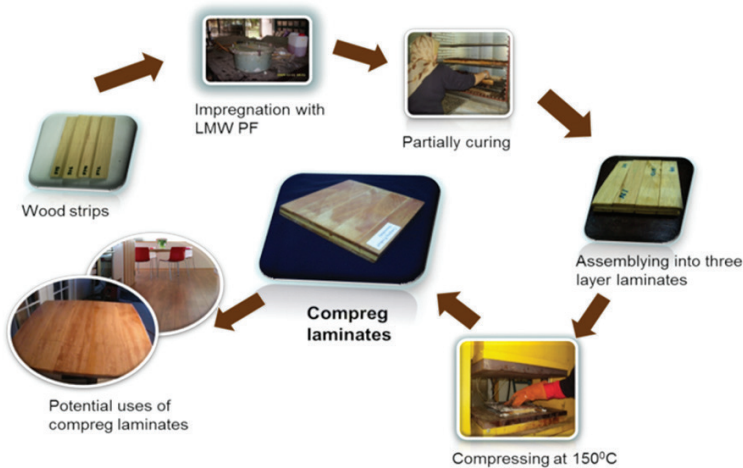 Wood strips
Impregnation with
LMW PF
Partially curing
Assemblying into three
layer laminates
Compressing at 150⁰C
Compreg
laminates
Potential uses of
compreg laminates